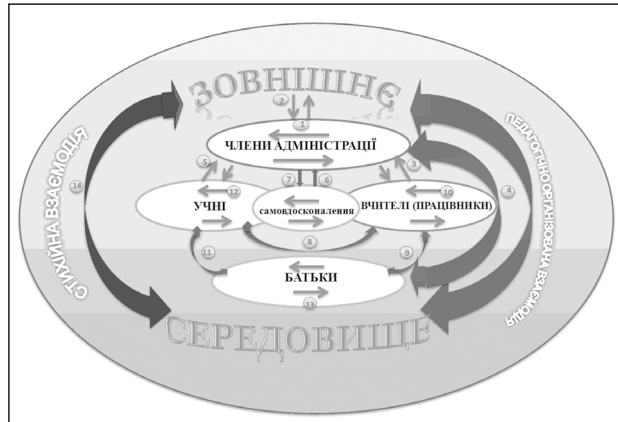 ЗОВНІШНЄ
2
1
ЧЛЕНИ АДМІНІСТРАЦІЇ
5
7
6
3
14
СТИХІЙНА ВЗАЄМОДІЯ
12
УЧНІ
самовдосконалення
10
ВЧИТЕЛІ (ПРАЦІВНИКИ)
4
ПЕДАГОГІЧНО ОРГАНІЗОВАНА ВЗАЄМОДІЯ
8
11
9
БАТЬКИ
13
СЕРЕДОВИЩЕ